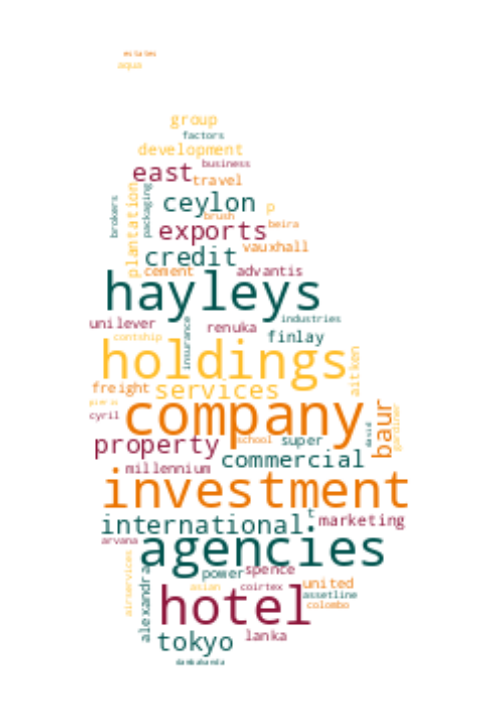 estates
aqua
group
factors
development
business
east
travel
plantation
packaging
brokers
ceylon
brush
p
exports
beira
vauxhall
credit
cement
advantis
hayleys
unilever
industries
renuka
contship
insurance
finlay
holdings
aitken
freight
services
pieris
company
cyril
baur
gardiner
david
property
school
super
commercial
millennium
investment
international
t
marketing
arvana
agencies
airservices
alexandra
power
spence
asian
coirtex
united
assetline
hotel
colombo
tokyo
lanka